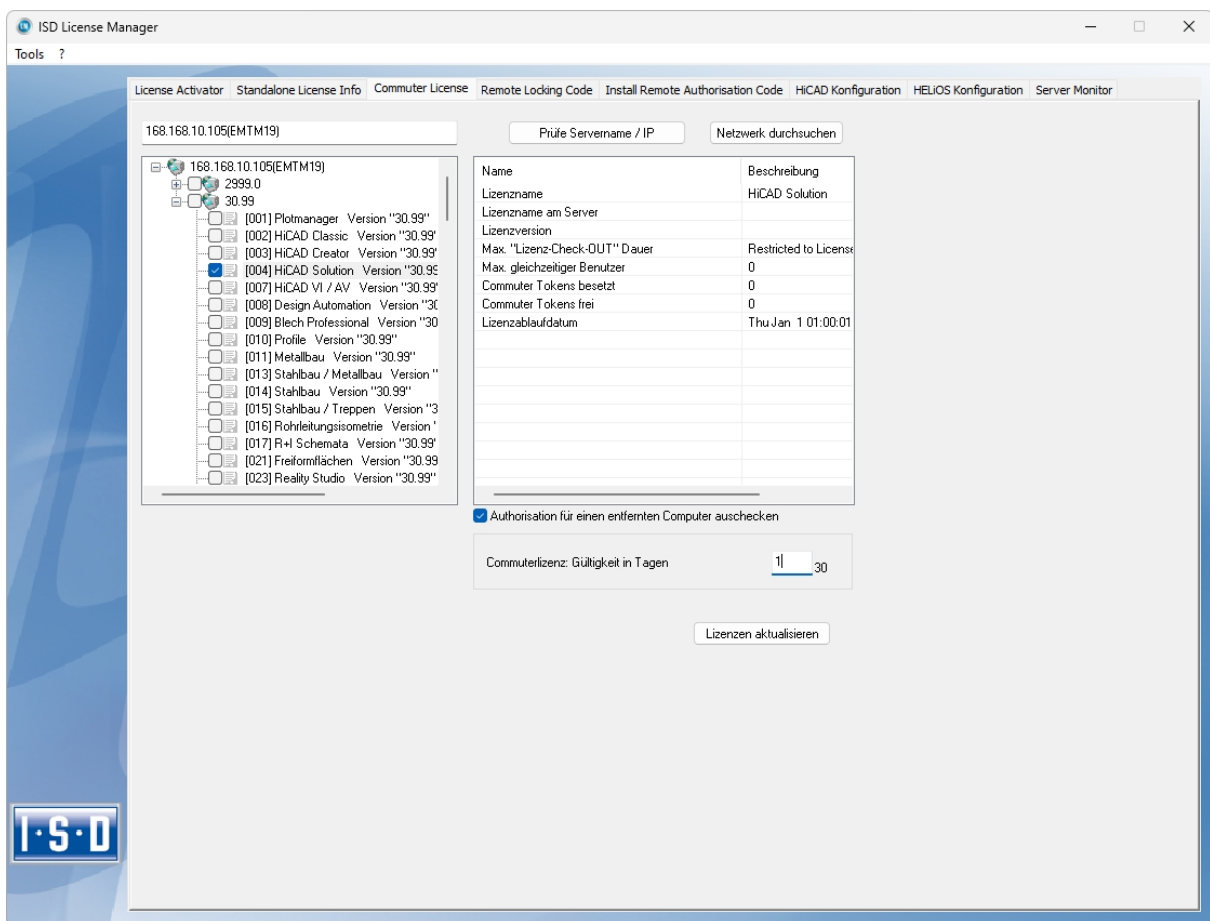 ISD License Manager
Tools ?
License Activator Standalone License Info Commuter License Remote Locking Code Install Remote Authorisation Code HiCAD Konfiguration HELiOS Konfiguration Server Monitor
168.168.10.105(EMTM19) Prüfe Servername / IP Netzwerk durchsuchen
168.168.10.105(EMTM19)
2999.0
30.99
[001] Plotmanager Version "30.99"
[002] HiCAD Classic Version "30.99'
[003] HiCAD Creator Version "30.99'
[004] HiCAD Solution Version "30.99
[007] HiCAD VI / AV Version "30.99'
[008] Design Automation Version "30
[009] Blech Professional Version "30
[010] Profile Version "30.99"
[011] Metallbau Version "30.99"
[013] Stahlbau / Metallbau Version "
[014] Stahlbau Version "30.99"
[015] Stahlbau / Treppen Version "3
[016] Rohrleitungsisometrie Version '
[017] R+I Schemata Version "30.99'
[021] Freiformflächen Version "30.99
[023] Reality Studio Version "30.99"
Name Beschreibung
Lizenzname HiCAD Solution
Lizenzname am Server
Lizenzversion
Max. "Lizenz-Check-OUT" Dauer Restricted to License
Max. gleichzeitiger Benutzer 0
Commuter Tokens besetzt 0
Commuter Tokens frei 0
Lizenzablaufdatum Thu Jan 1 01:00:01
Authorisation für einen entfernten Computer auschecken
Commuterlizenz: Gültigkeit in Tagen 1 30
Lizenzen aktualisieren
I·S·D